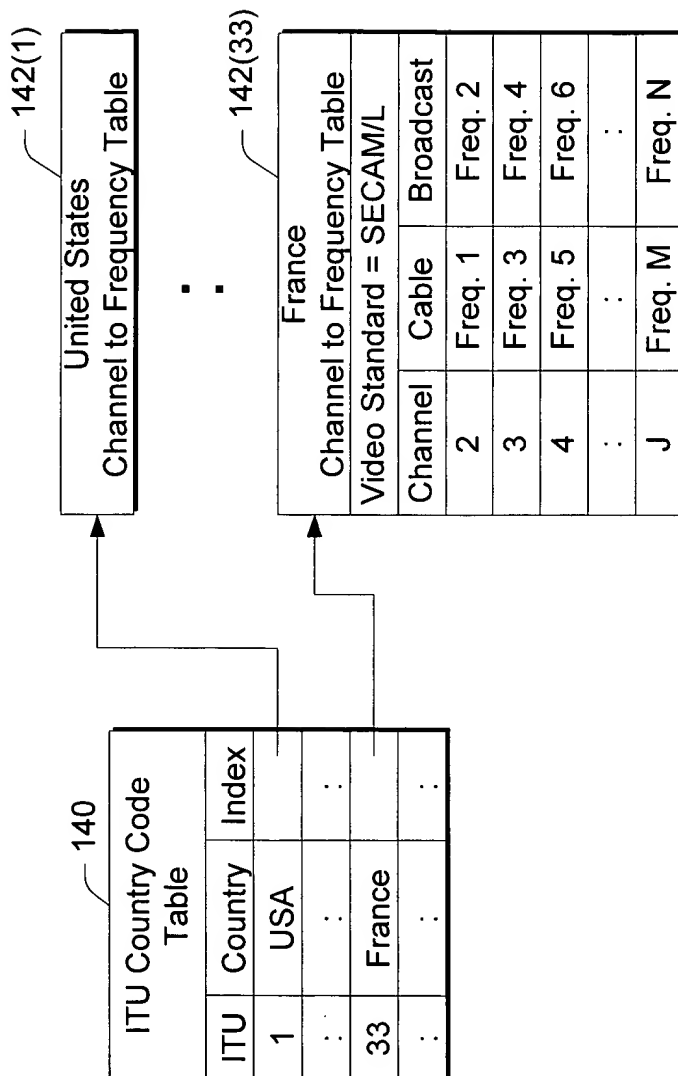 140
ITU Country Code
Table
ITU Country Index
1 USA
: : :
33 France
: : :
142(1)
United States
Channel to Frequency Table
: 
142(33)
France
Channel to Frequency Table
Video Standard = SECAM/L
Channel Cable Broadcast
2 Freq. 1 Freq. 2
3 Freq. 3 Freq. 4
4 Freq. 5 Freq. 6
: : :
J Freq. M Freq. N